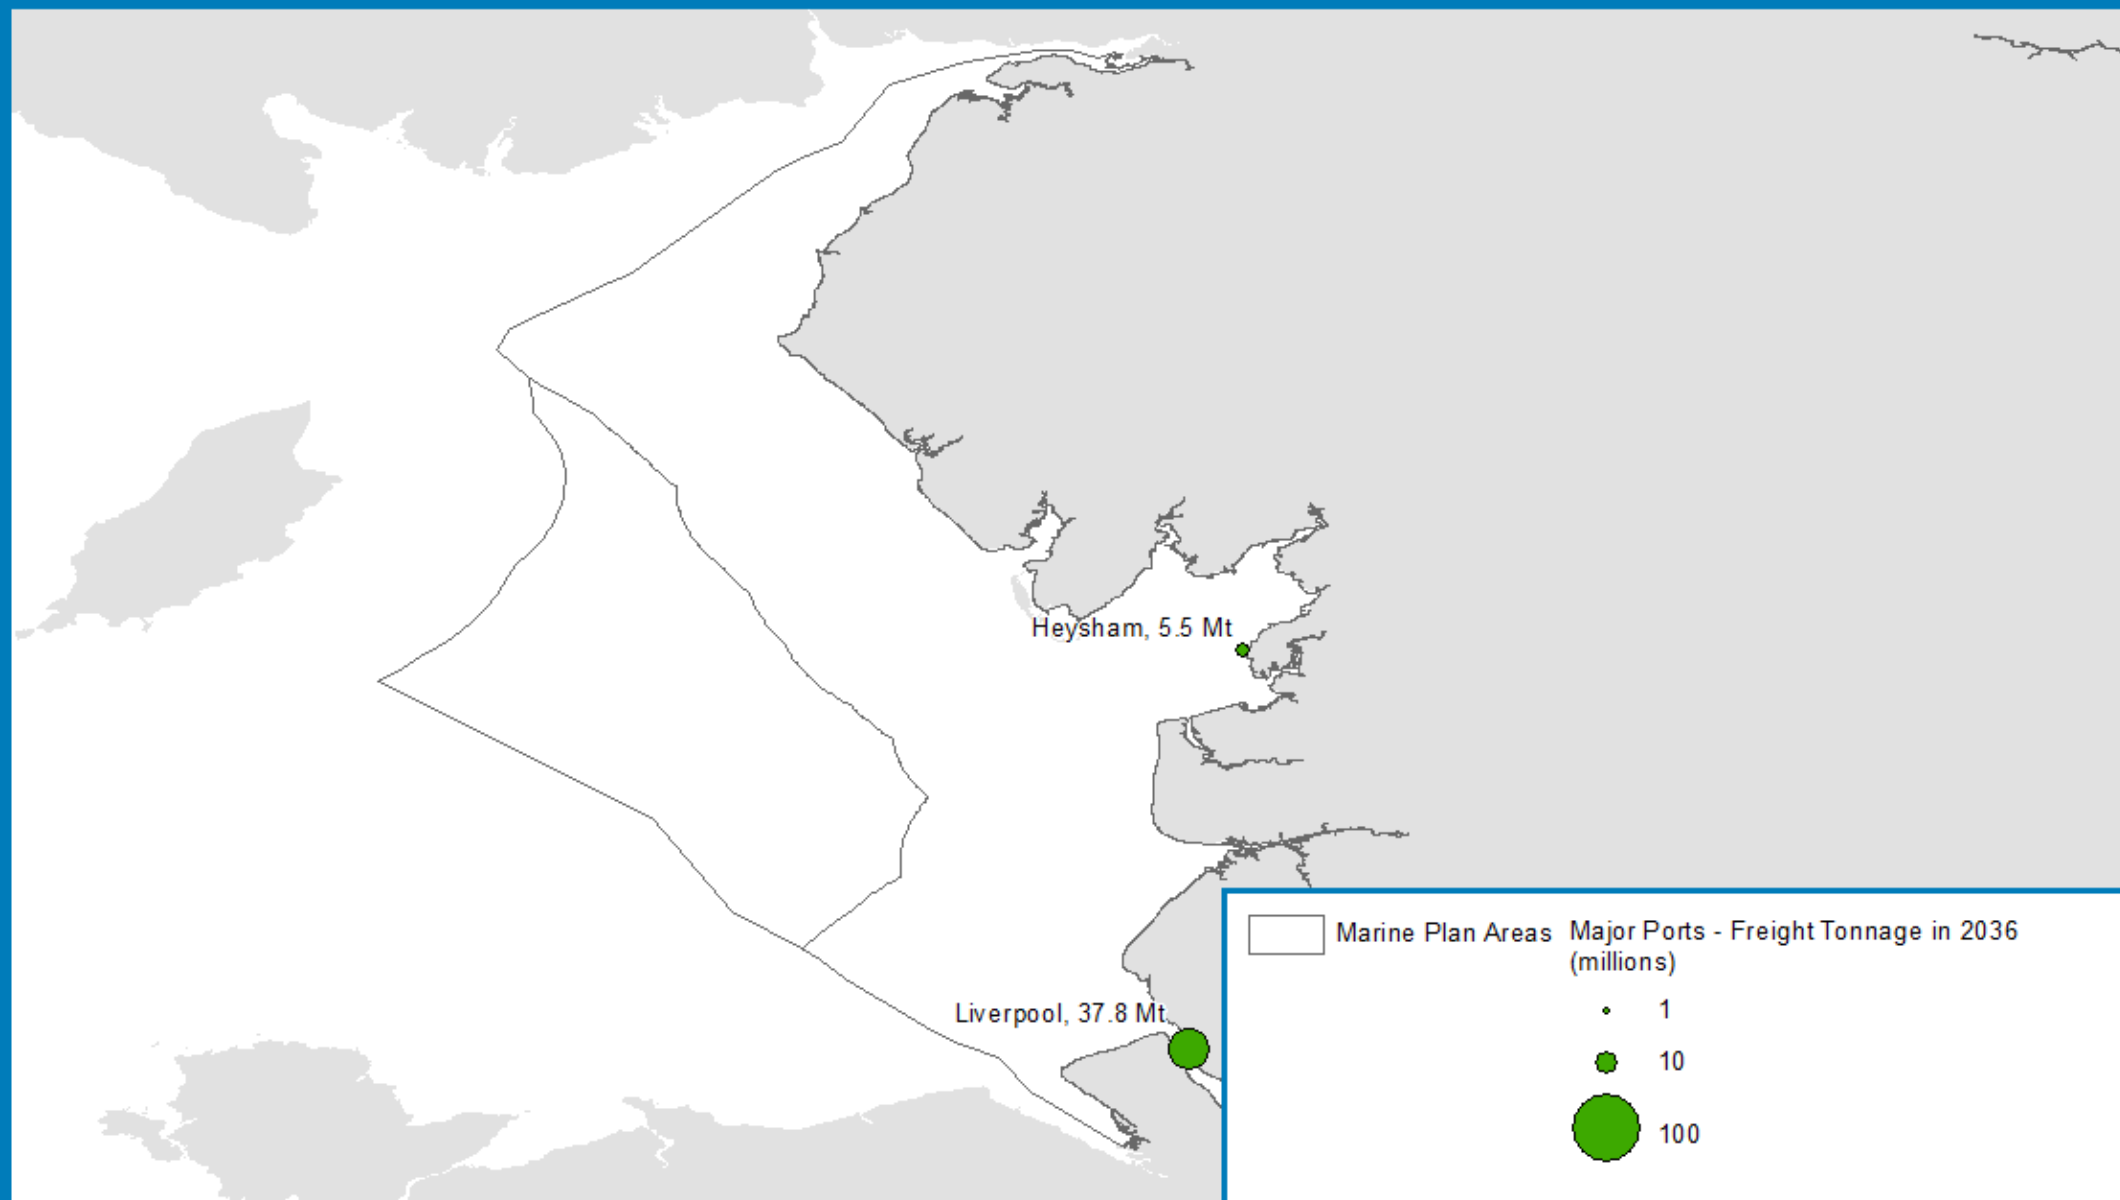 Heysham, 5.5 Mt
Liverpool, 37.8 Mt
Marine Plan Areas
Major Ports - Freight Tonnage in 2036
(millions)
1
10
100